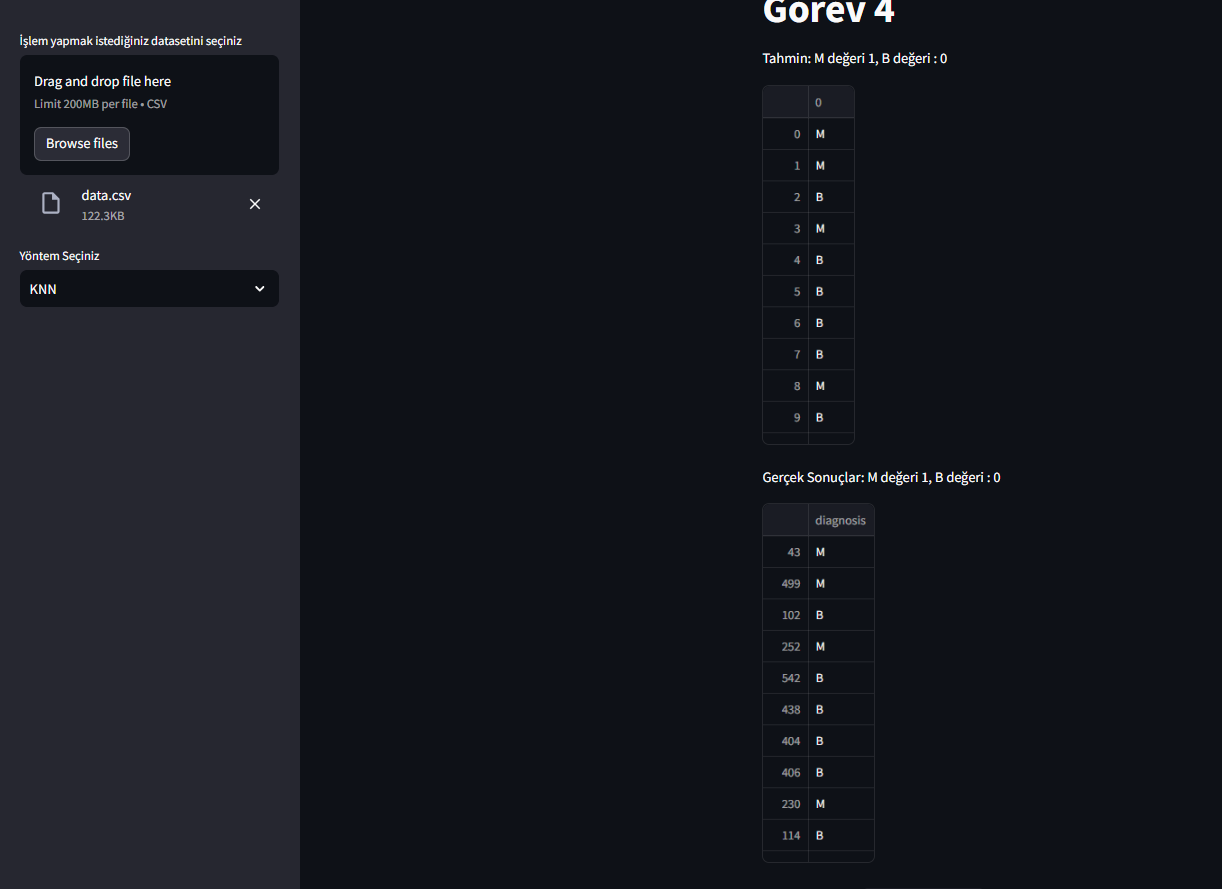 İşlem yapmak istediğiniz datasetini seçiniz
Drag and drop file here
Limit 200MB per file • CSV
Browse files
data.csv
122.3KB
Yöntem Seçiniz
KNN
Görev 4
Tahmin: M değeri 1, B değeri : 0
0
0 M
1 M
2 B
3 M
4 B
5 B
6 B
7 B
8 M
9 B
Gerçek Sonuçlar: M değeri 1, B değeri : 0
diagnosis
43 M
499 M
102 B
252 M
542 B
438 B
404 B
406 B
230 M
114 B